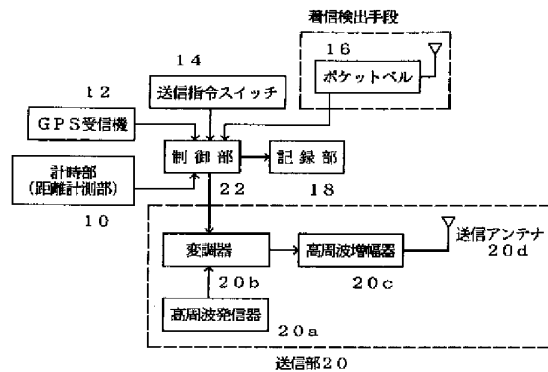 着信検出手段
14
16
送信指令スイッチ
ポケットベル
12
GPS受信機
制御部
記録部
計時部
(距離計測部)
22
18
10
変調器
高周波増幅器
送信アンテナ
20d
20b
20c
高周波発信器
20a
送信部20